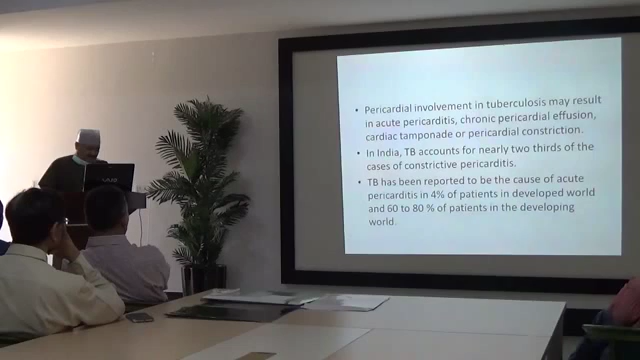 • Pericardial involvement in tuberculosis may result
in acute pericarditis, chronic pericardial effusion,
cardiac tamponade or pericardial constriction.
• In India, TB accounts for nearly two thirds of the
cases of constrictive pericarditis.
• TB has been reported to be the cause of acute
pericarditis in 4% of patients in developed world
and 60 to 80 % of patients in the developing
world.
VAIO